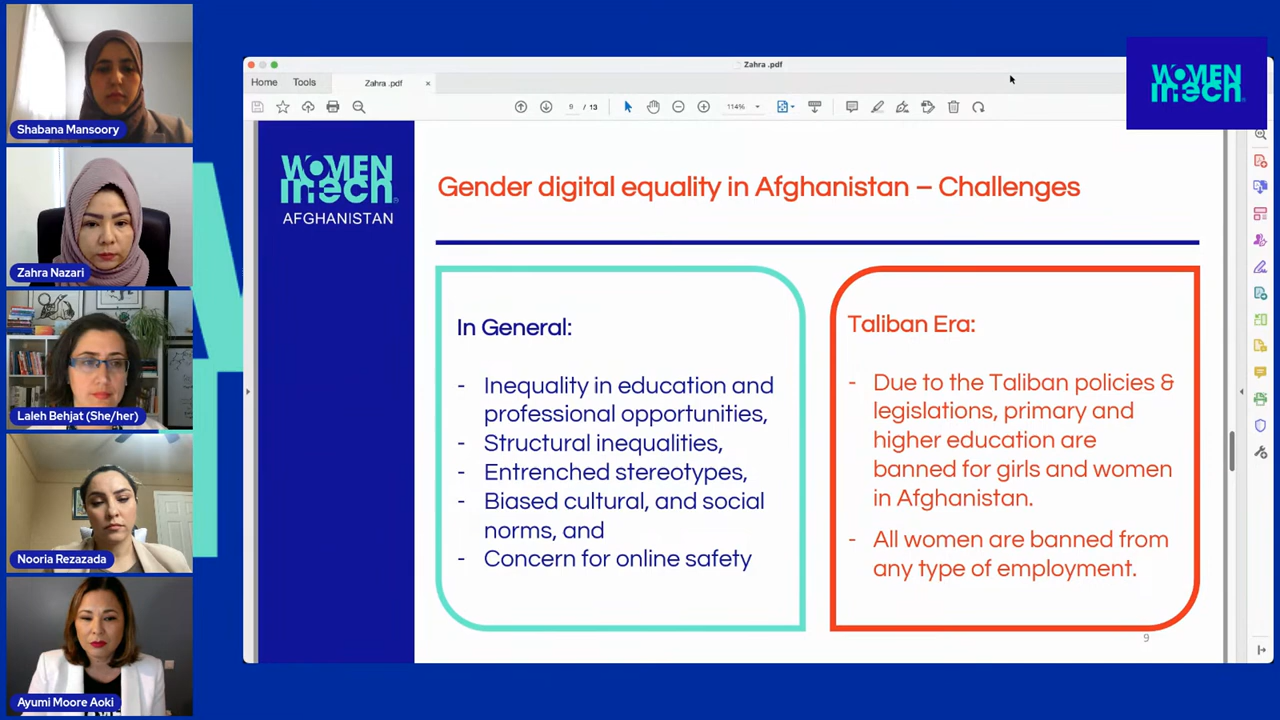 Shabana Mansoory
Zahra Nazari
Laleh Behjat (She/her)
Nooria Rezazada
Ayumi Moore Aoki
Zahra .pdf
Home Tools Zahra .pdf ×
9 / 13 114%
WOMEN
IN TECH
WOMEN
IN TECH
AFGHANISTAN
Gender digital equality in Afghanistan – Challenges
In General:
- Inequality in education and
professional opportunities,
- Structural inequalities,
- Entrenched stereotypes,
- Biased cultural, and social
norms, and
- Concern for online safety
Taliban Era:
- Due to the Taliban policies &
legislations, primary and
higher education are
banned for girls and women
in Afghanistan.
- All women are banned from
any type of employment.
9